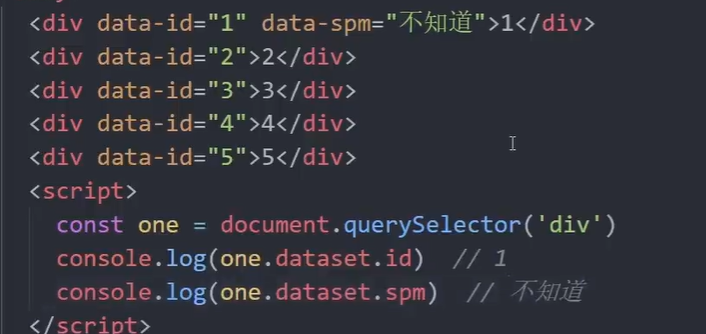 <div data-id="1" data-spm="不知道">1</div>
<div data-id="2">2</div>
<div data-id="3">3</div>
<div data-id="4">4</div>
<div data-id="5">5</div>
<script>
const one = document.querySelector('div')
console.log(one.dataset.id) // 1
console.log(one.dataset.spm) // 不知道
</script>